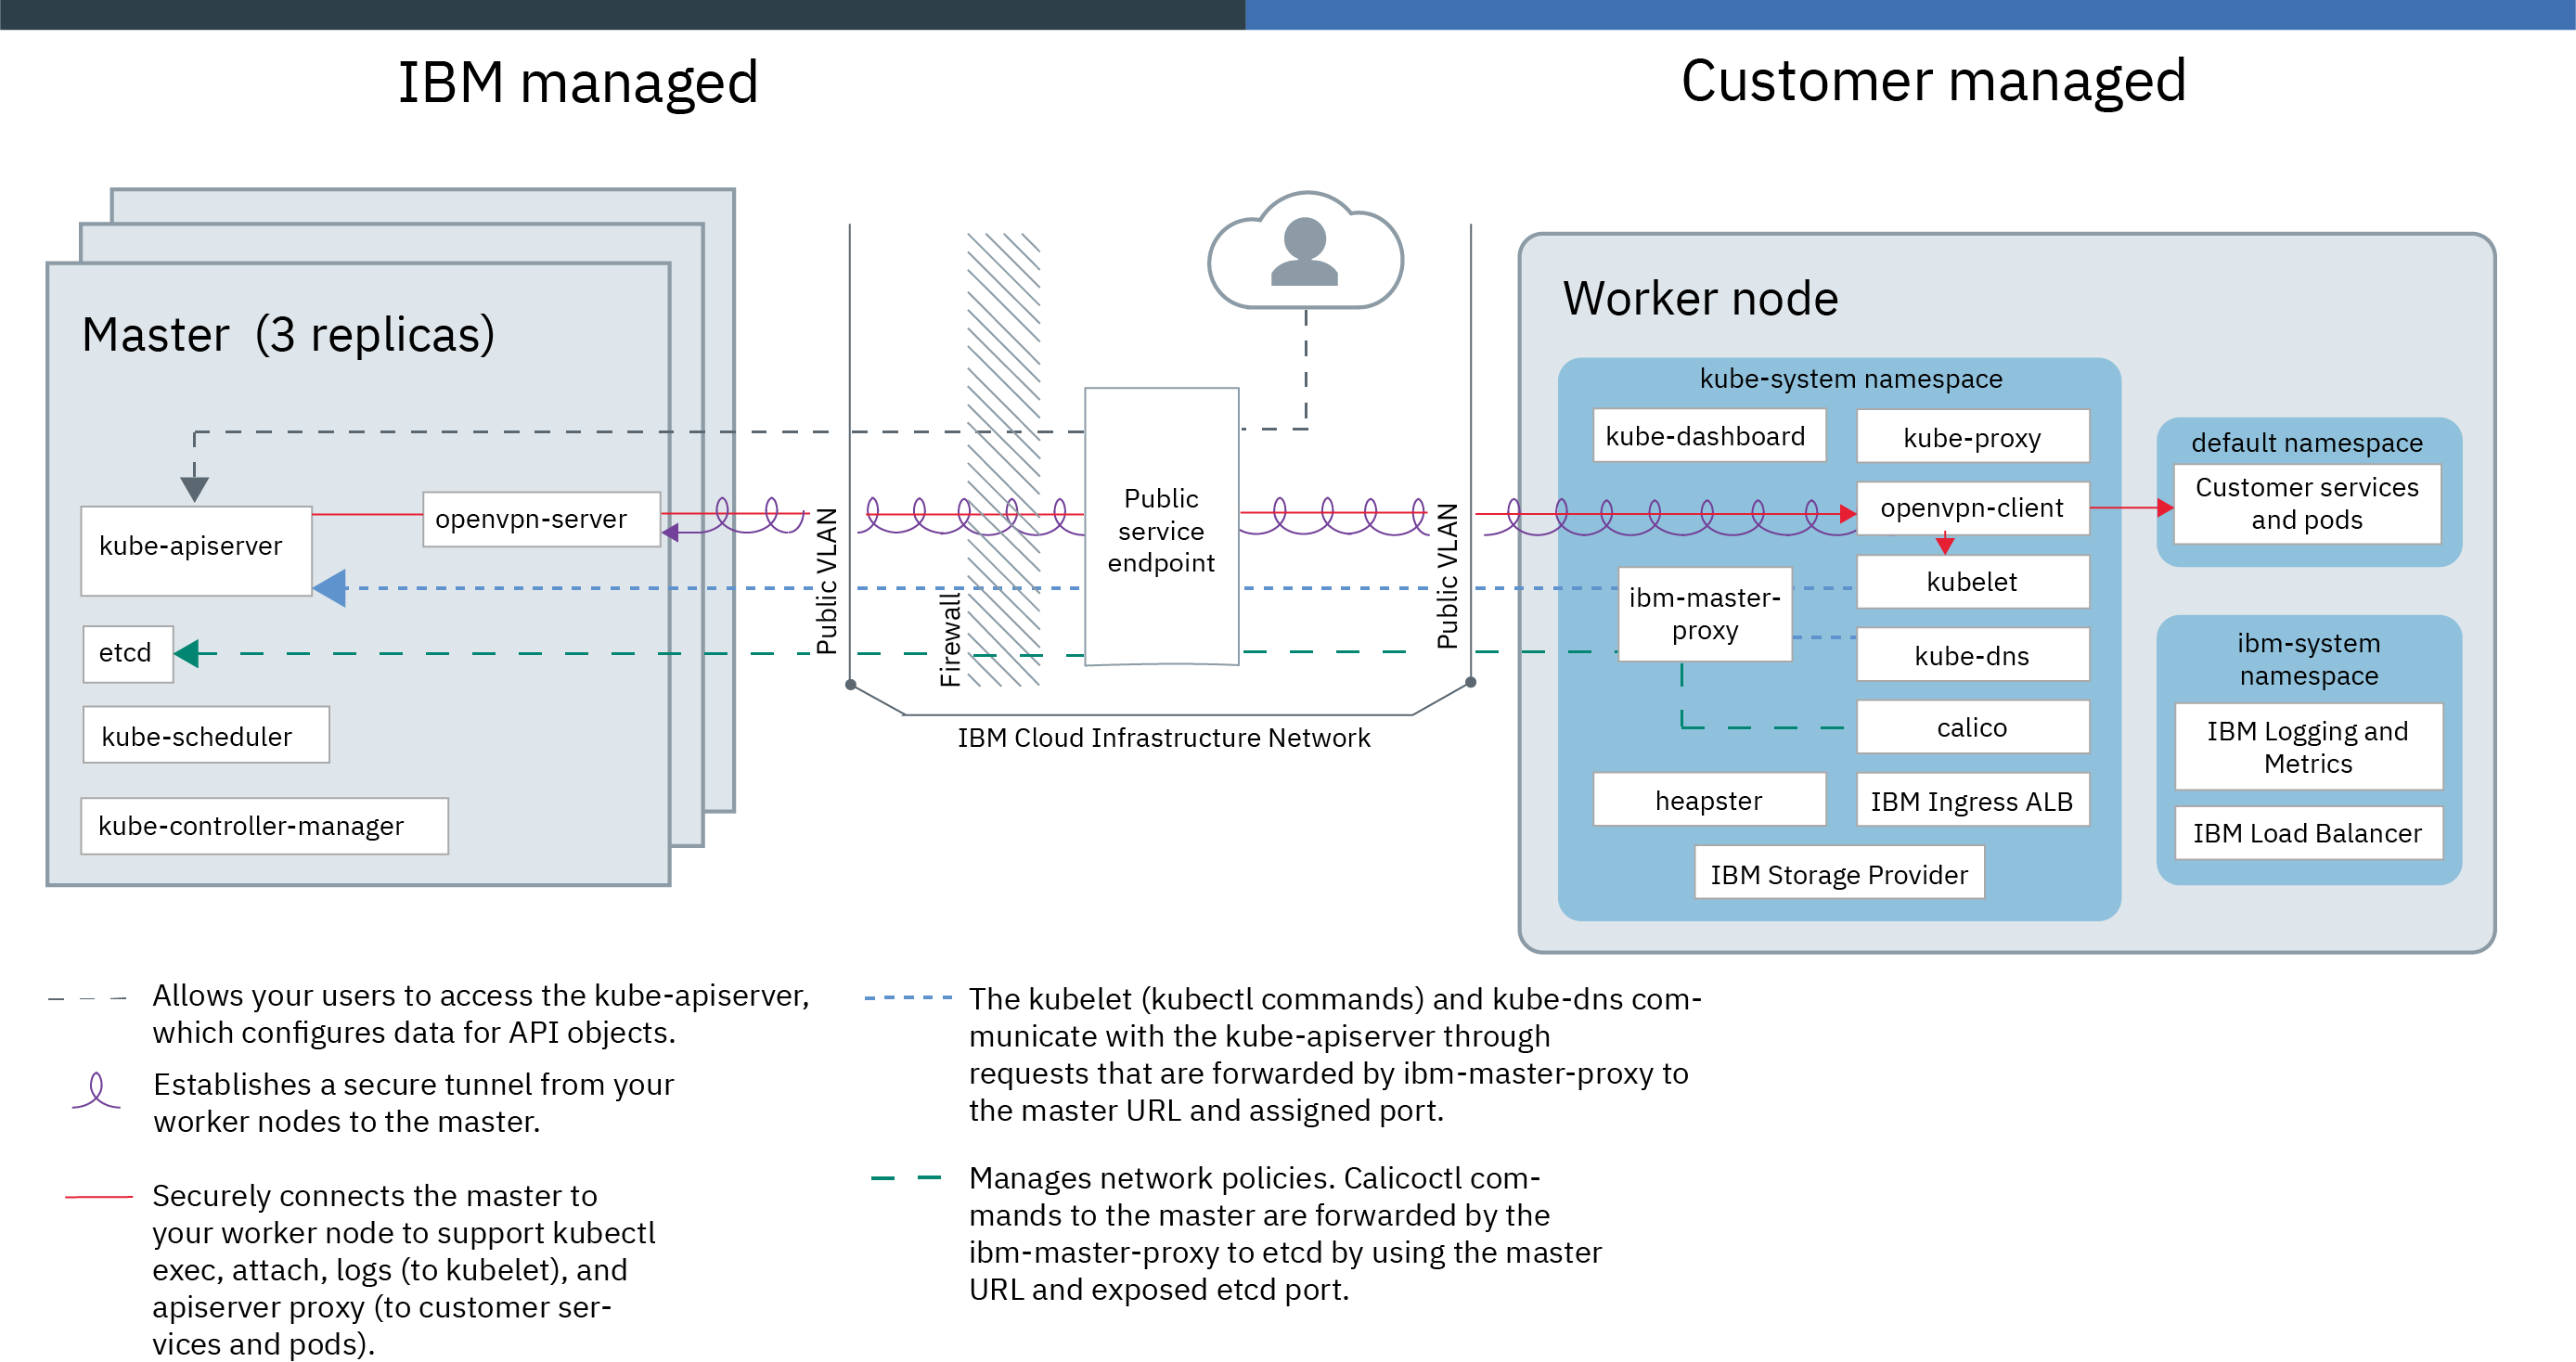 IBM managed
Customer managed
Master (3 replicas)
kube-apiserver
openvpn-server
etcd
kube-scheduler
kube-controller-manager
Public VLAN
Firewall
Public
service
endpoint
Public VLAN
IBM Cloud Infrastructure Network
Worker node
kube-system namespace
kube-dashboard
kube-proxy
openvpn-client
kubelet
ibm-master-
proxy
kube-dns
calico
heapster
IBM Ingress ALB
IBM Storage Provider
default namespace
Customer services
and pods
ibm-system
namespace
IBM Logging and
Metrics
IBM Load Balancer
Allows your users to access the kube-apiserver,
which configures data for API objects.
Establishes a secure tunnel from your
worker nodes to the master.
Securely connects the master to
your worker node to support kubectl
exec, attach, logs (to kubelet), and
apiserver proxy (to customer ser-
vices and pods).
The kubelet (kubectl commands) and kube-dns com-
municate with the kube-apiserver through
requests that are forwarded by ibm-master-proxy to
the master URL and assigned port.
Manages network policies. Calicoctl com-
mands to the master are forwarded by the
ibm-master-proxy to etcd by using the master
URL and exposed etcd port.